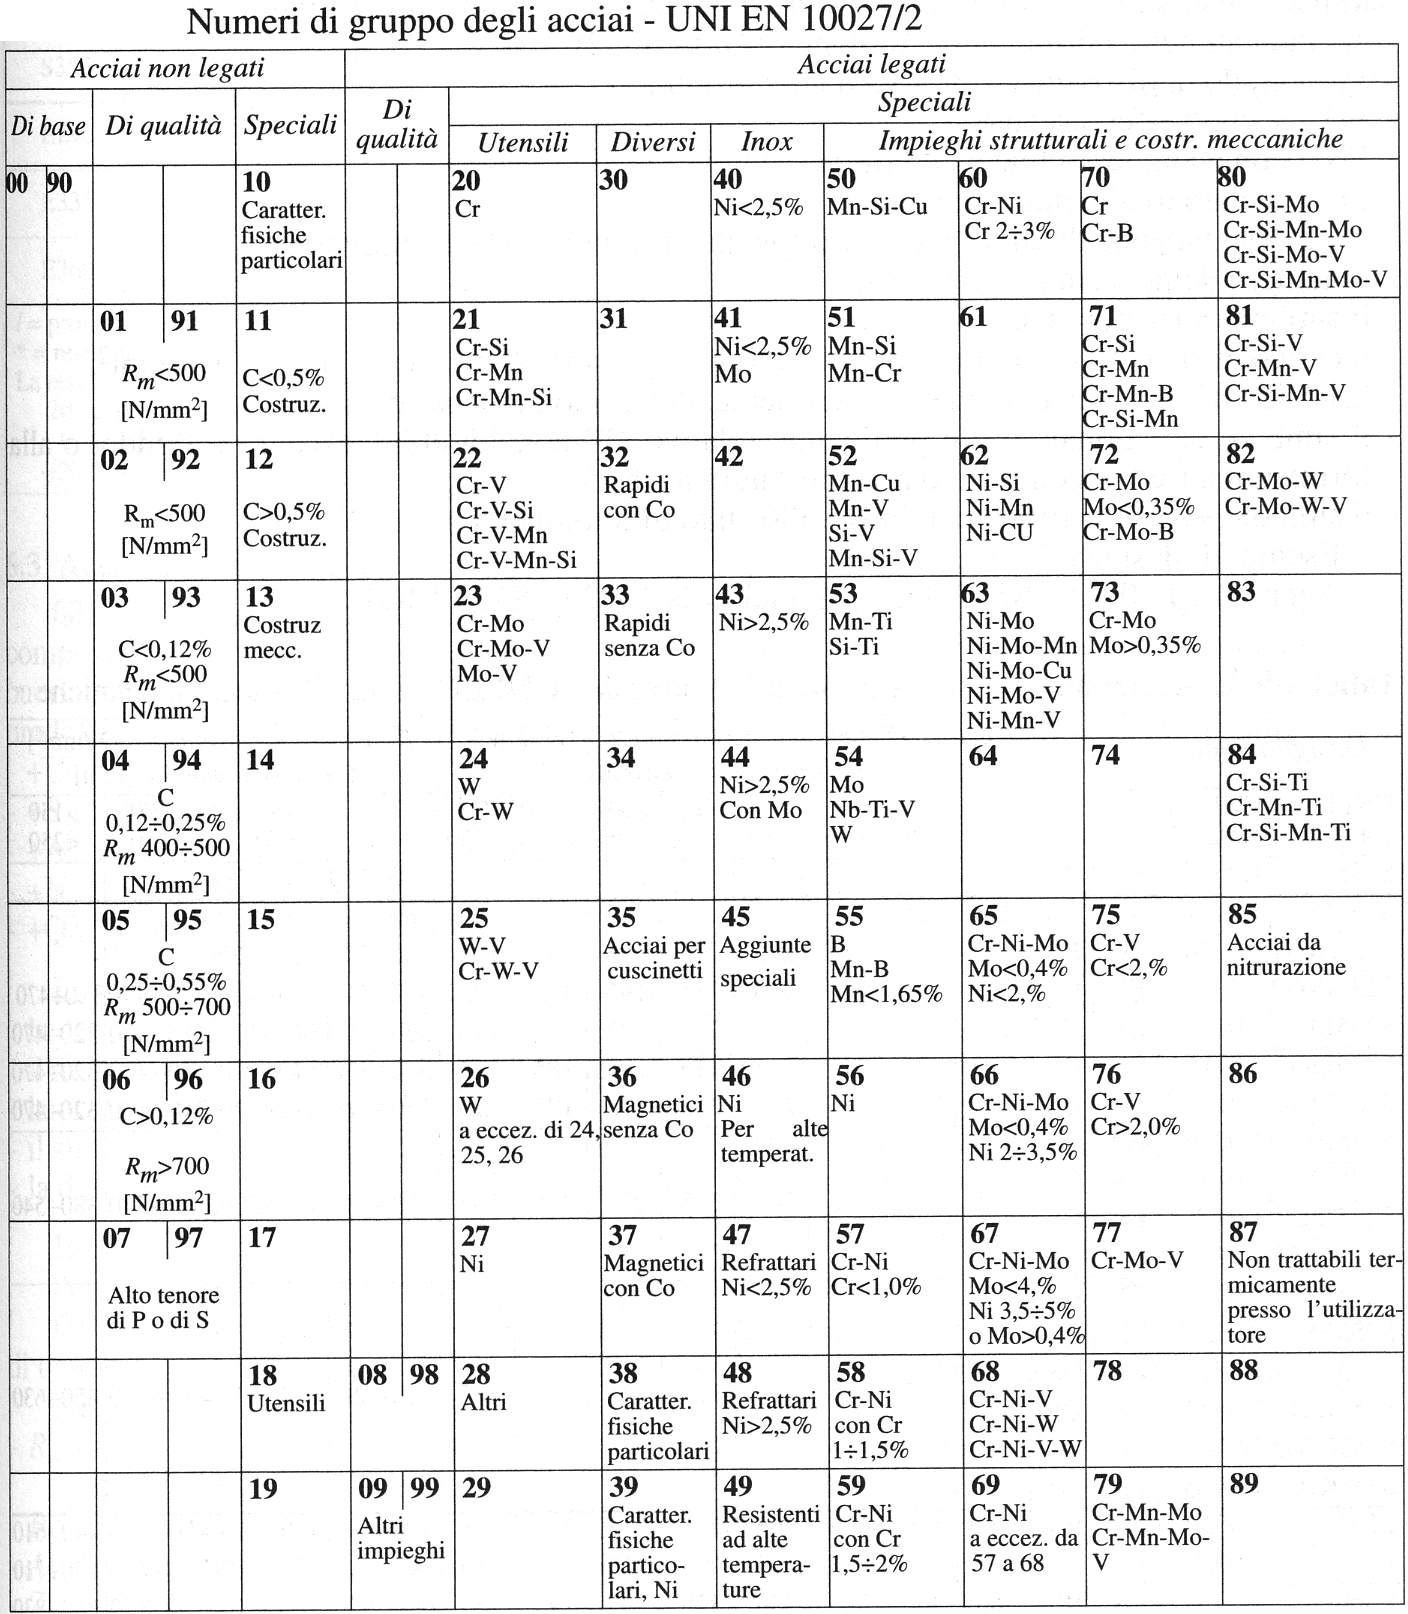 Numeri di gruppo degli acciai - UNI EN 10027/2
Acciai non legati
Acciai legati
Di base
Di qualità
Speciali
Di
qualità
Speciali
Utensili
Diversi
Inox
Impieghi strutturali e costr. meccaniche
00
90
10
Caratter.
fisiche
particolari
20
Cr
30
40
Ni<2,5%
50
Mn-Si-Cu
60
Cr-Ni
Cr 2÷3%
70
Cr
Cr-B
80
Cr-Si-Mo
Cr-Si-Mn-Mo
Cr-Si-Mo-V
Cr-Si-Mn-Mo-V
01
91
Rm<500
[N/mm²]
11
C<0,5%
Costruz.
21
Cr-Si
Cr-Mn
Cr-Mn-Si
31
41
Ni<2,5%
Mo
51
Mn-Si
Mn-Cr
61
71
Cr-Si
Cr-Mn
Cr-Mn-B
Cr-Si-Mn
81
Cr-Si-V
Cr-Mn-V
Cr-Si-Mn-V
02
92
Rm<500
[N/mm²]
12
C>0,5%
Costruz.
22
Cr-V
Cr-V-Si
Cr-V-Mn
Cr-V-Mn-Si
32
Rapidi
con Co
42
52
Mn-Cu
Mn-V
Si-V
Mn-Si-V
62
Ni-Si
Ni-Mn
Ni-CU
72
Cr-Mo
Mo<0,35%
Cr-Mo-B
82
Cr-Mo-W
Cr-Mo-W-V
03
93
C<0,12%
Rm<500
[N/mm²]
13
Costruz
mecc.
23
Cr-Mo
Cr-Mo-V
Mo-V
33
Rapidi
senza Co
43
Ni>2,5%
53
Mn-Ti
Si-Ti
63
Ni-Mo
Ni-Mo-Mn
Ni-Mo-Cu
Ni-Mo-V
Ni-Mn-V
73
Cr-Mo
Mo>0,35%
83
04
94
C
0,12÷0,25%
Rm 400÷500
[N/mm²]
14
24
W
Cr-W
34
44
Ni>2,5%
Con Mo
54
Mo
Nb-Ti-V
W
64
74
84
Cr-Si-Ti
Cr-Mn-Ti
Cr-Si-Mn-Ti
05
95
C
0,25÷0,55%
Rm 500÷700
[N/mm²]
15
25
W-V
Cr-W-V
35
Acciai per
cuscinetti
45
Aggiunte
speciali
55
B
Mn-B
Mn<1,65%
65
Cr-Ni-Mo
Mo<0,4%
Ni<2,%
75
Cr-V
Cr<2,%
85
Acciai da
nitrurazione
06
96
C>0,12%
Rm>700
[N/mm²]
16
26
W
a eccez. di 24,
25, 26
36
Magnetici
senza Co
46
Ni
Per alte
temperat.
56
Ni
66
Cr-Ni-Mo
Mo<0,4%
Ni 2÷3,5%
76
Cr-V
Cr>2,0%
86
07
97
Alto tenore
di P o di S
17
27
Ni
37
Magnetici
con Co
47
Refrattari
Ni<2,5%
57
Cr-Ni
Cr<1,0%
67
Cr-Ni-Mo
Mo<4,%
Ni 3,5÷5%
o Mo>0,4%
77
Cr-Mo-V
87
Non trattabili ter-
micamente
presso l'utilizza-
tore
18
Utensili
08
98
28
Altri
38
Caratter.
fisiche
particolari
48
Refrattari
Ni>2,5%
58
Cr-Ni
con Cr
1÷1,5%
68
Cr-Ni-V
Cr-Ni-W
Cr-Ni-V-W
78
88
19
09
99
Altri
impieghi
29
39
Caratter.
fisiche
partico-
lari, Ni
49
Resistenti
ad alte
tempera-
ture
59
Cr-Ni
con Cr
1,5÷2%
69
Cr-Ni
a eccez. da
57 a 68
79
Cr-Mn-Mo
Cr-Mn-Mo-
V
89